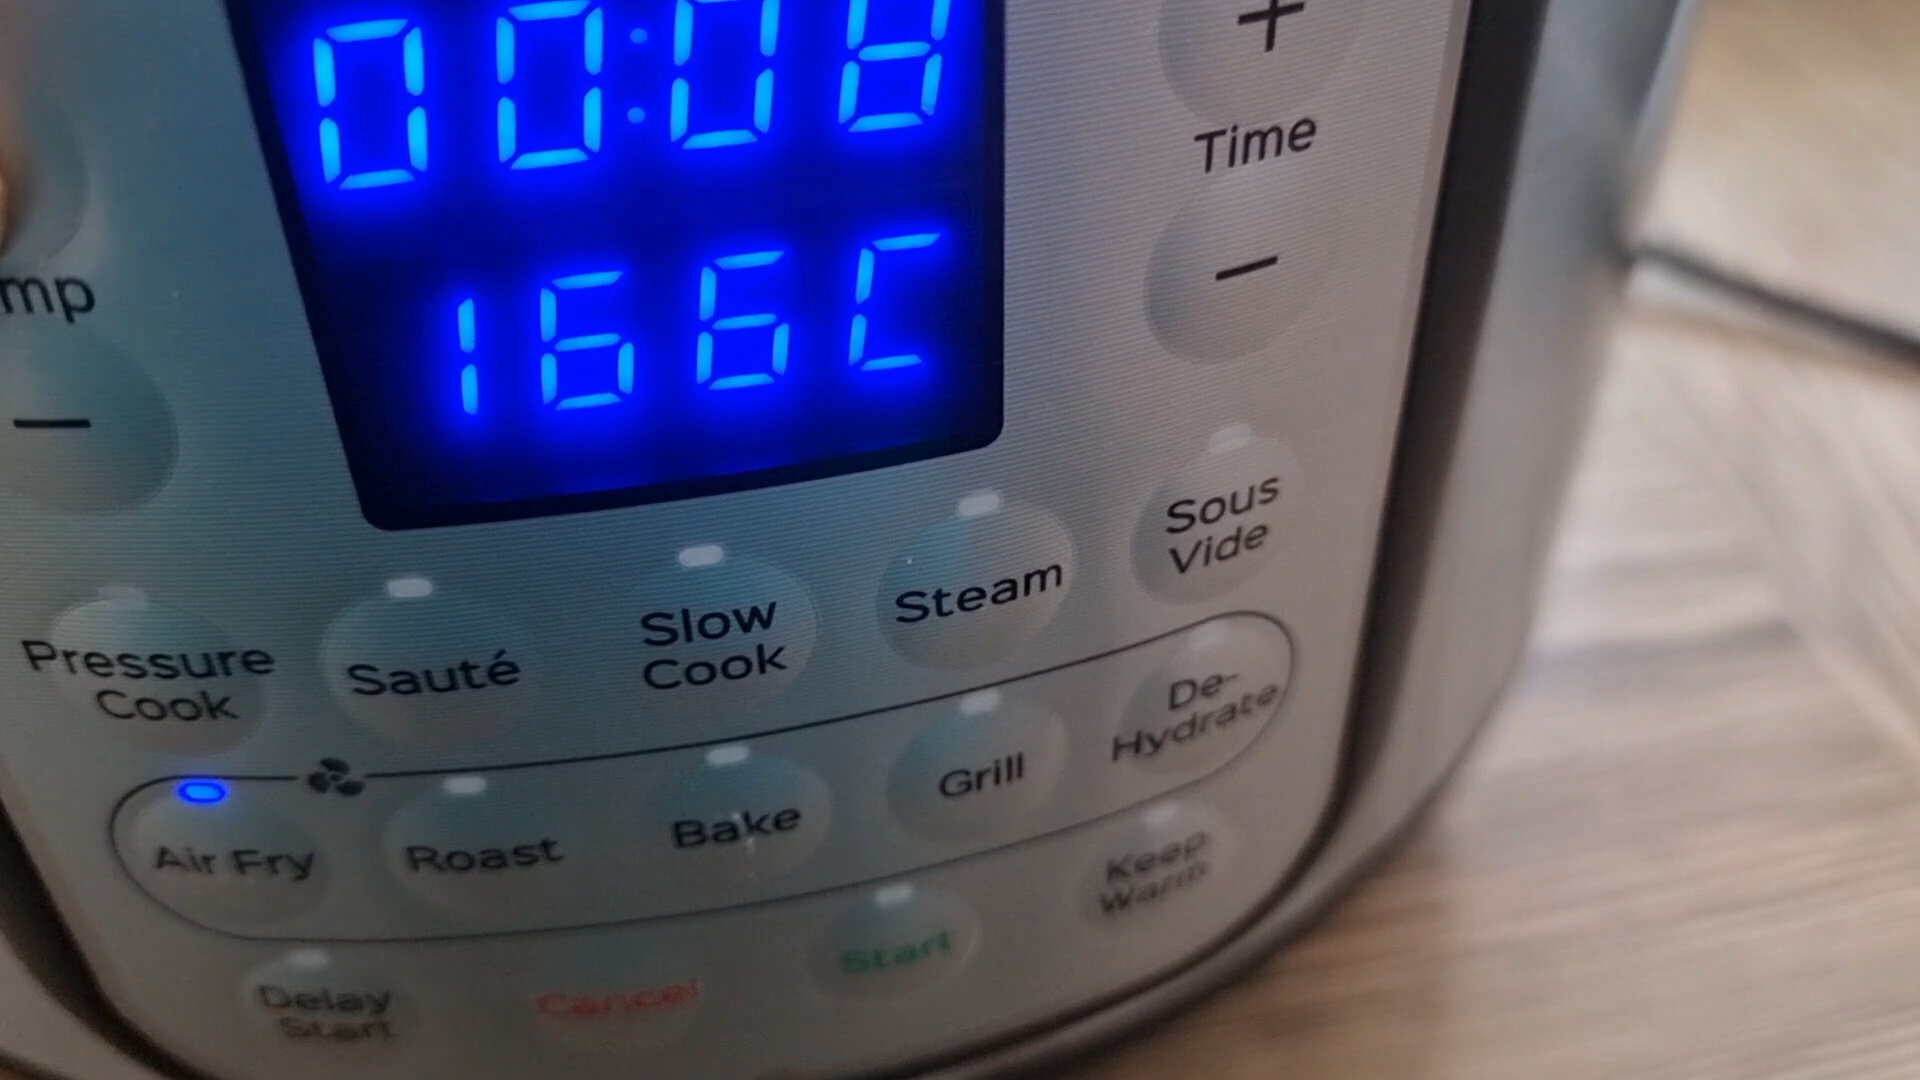 00:08
+
Time
mp
166C
−
−
Sous
Vide
Steam
Slow
Cook
Sauté
Pressure
Cook
De-
Hydrate
Grill
Bake
Roast
Air Fry
Keep
Warm
Start
Cancel
Delay
Start